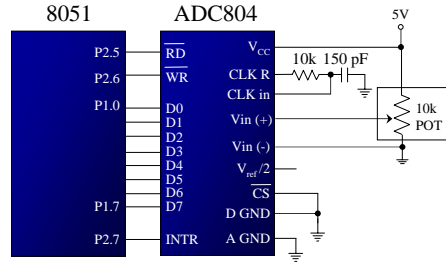 8051
ADC804
5V
P2.5
P2.6
P1.0
P1.7
P2.7
RD
WR
D0
D1
D2
D3
D4
D5
D6
D7
INTR
VCC
CLK R
CLK in
Vin (+)
Vin (-)
Vref/2
CS
D GND
A GND
10k
150 pF
10k
POT